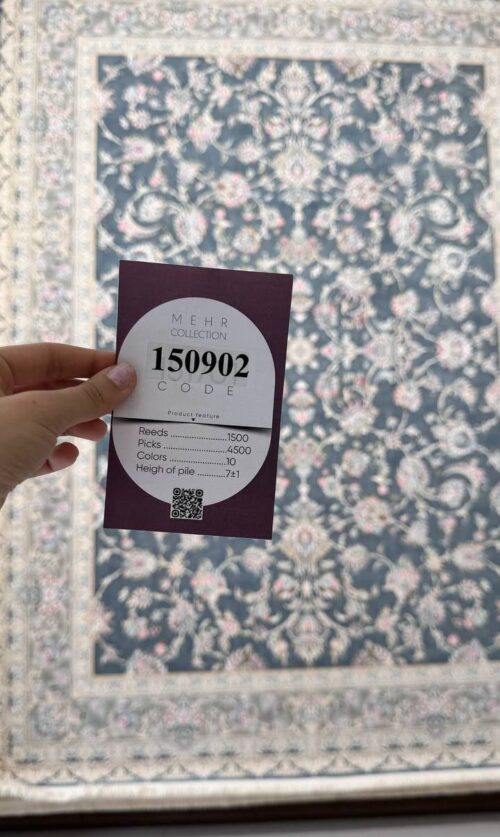 MEHR
COLLECTION
150902
CODE
Product feature
Reeds ........................1500
Picks ..........................4500
Colors ........................10
Heigh of pile ...........7±1